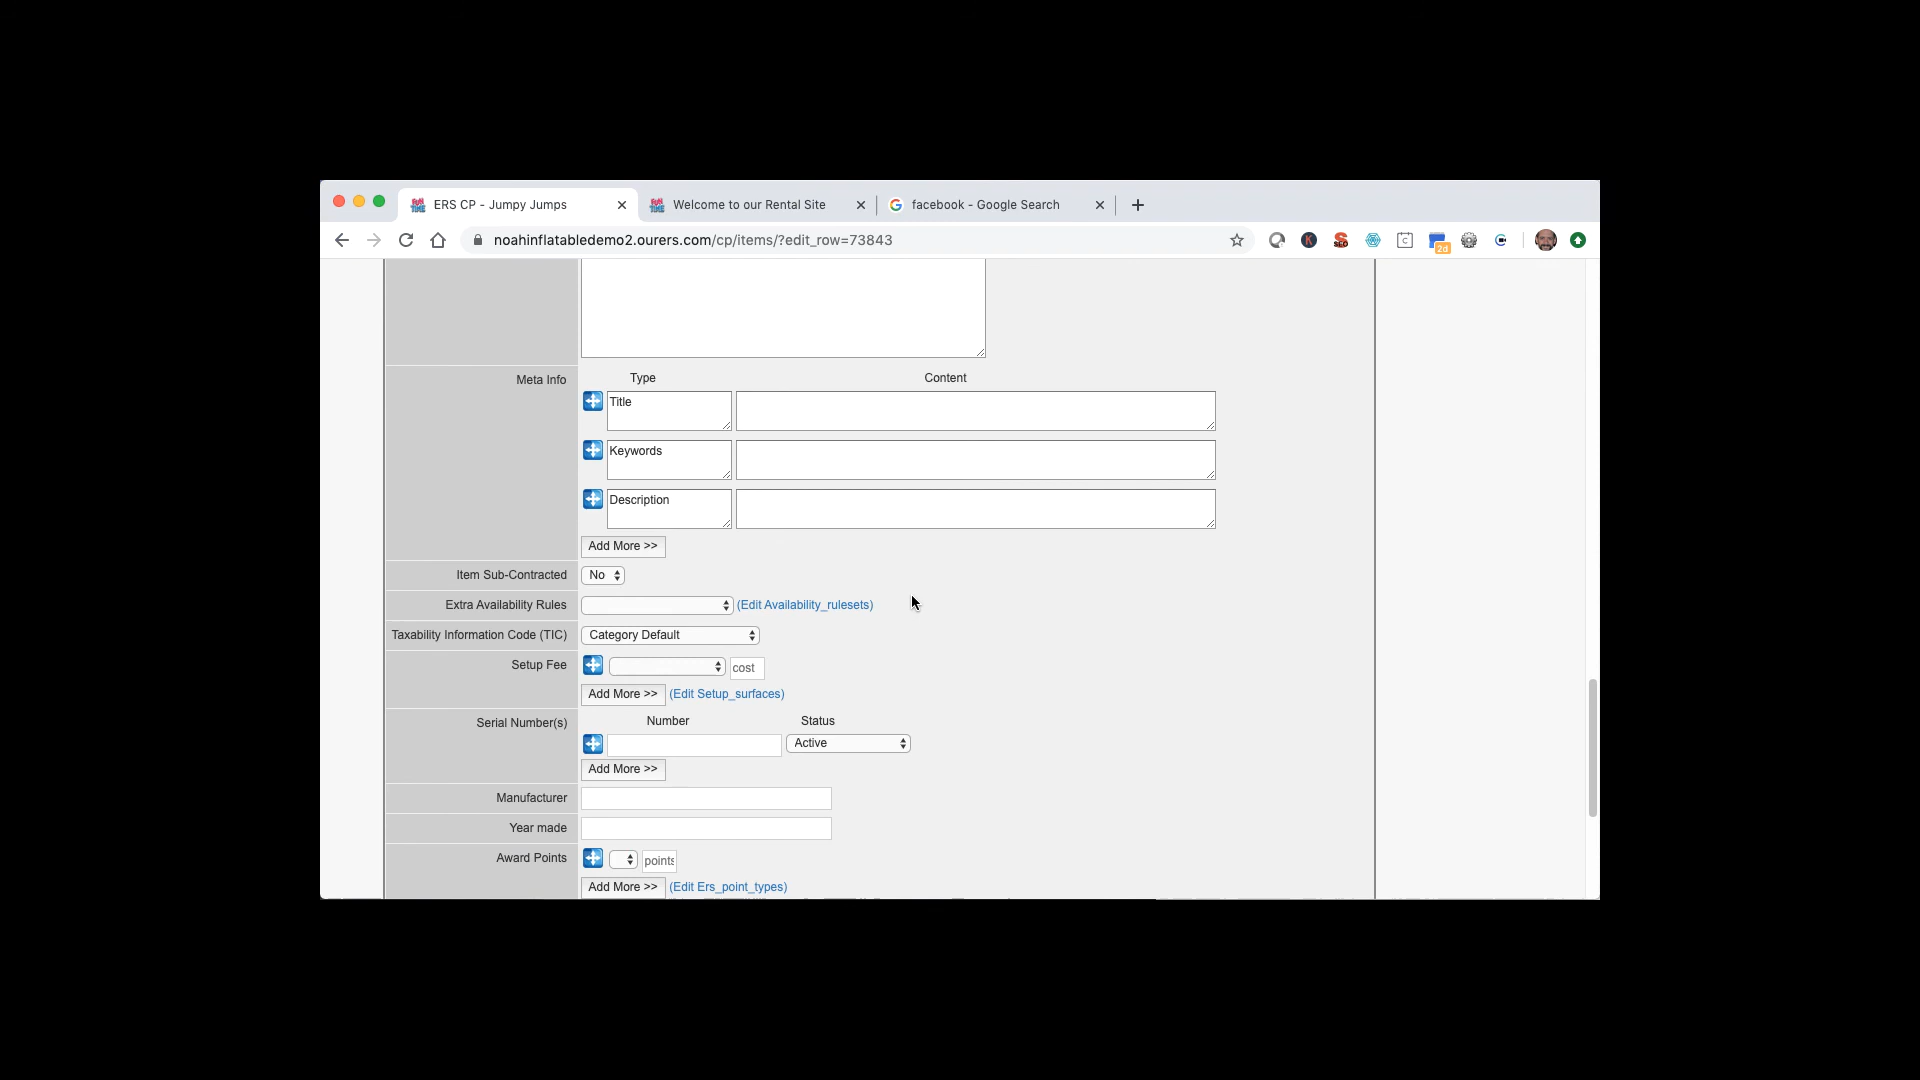 ERS CP - Jumpy Jumps
Welcome to our Rental Site
facebook - Google Search
noahinflatabledemo2.ourers.com/cp/items/?edit_row=73843
2d
Meta Info Type Content
Title
Keywords
Description
Add More >>
Item Sub-Contracted No
Extra Availability Rules (Edit Availability_rulesets)
Taxability Information Code (TIC) Category Default
Setup Fee cost
Add More >> (Edit Setup_surfaces)
Serial Number(s) Number Status
Active
Add More >>
Manufacturer
Year made
Award Points points
Add More >> (Edit Ers_point_types)